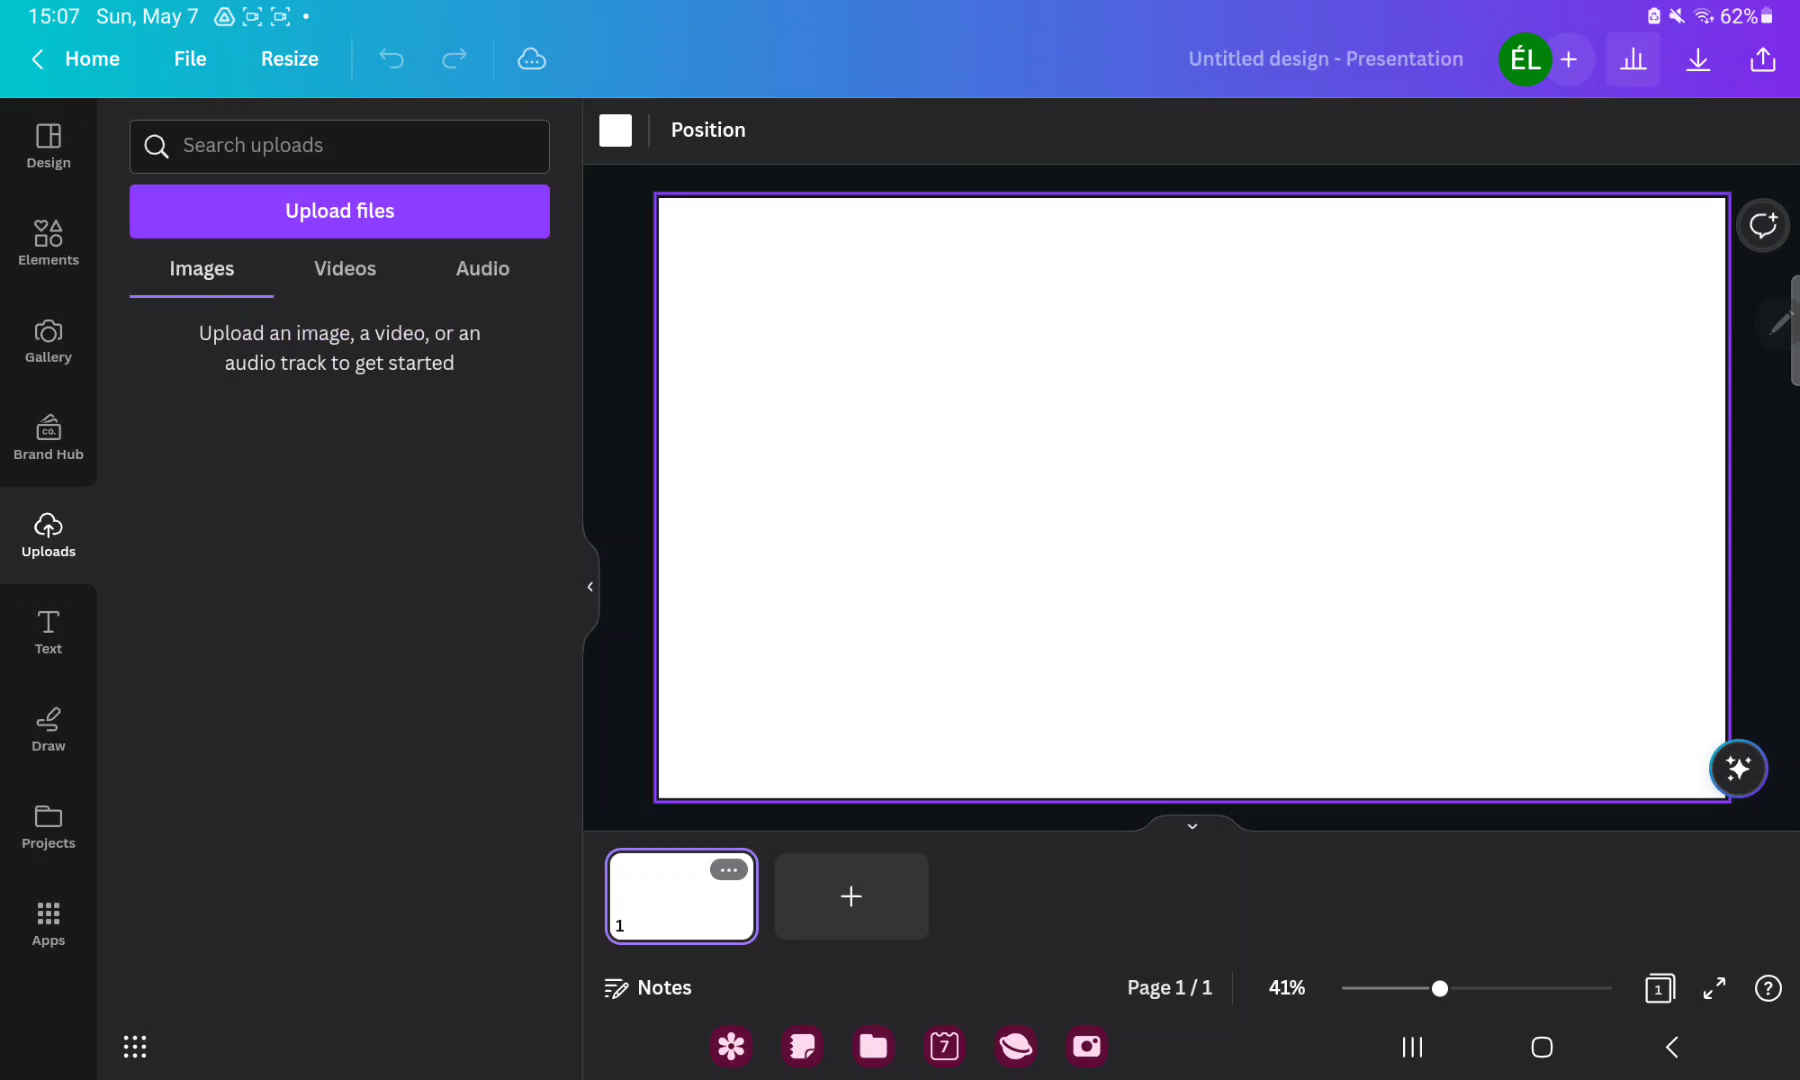 15:07 Sun, May 7
62%
Home File Resize
Untitled design - Presentation
ÉL
Design
Elements
Gallery
CO.
Brand Hub
Uploads
Text
Draw
Projects
Apps
Search uploads
Upload files
Images Videos Audio
Upload an image, a video, or an
audio track to get started
Position
1
Notes
Page 1 / 1
41%
1
?
7